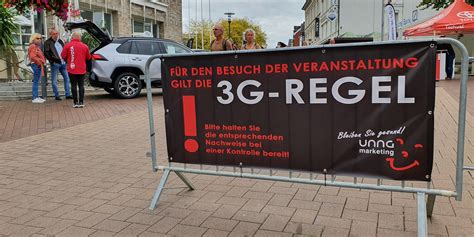 FÜR DEN BESUCH DER VERANSTALTUNG
GILT DIE 3G-REGEL
!
Bitte halten Sie
die entsprechenden
Nachweise bei
einer Kontrolle bereit!
Bleiben Sie gesund!
unna
marketing